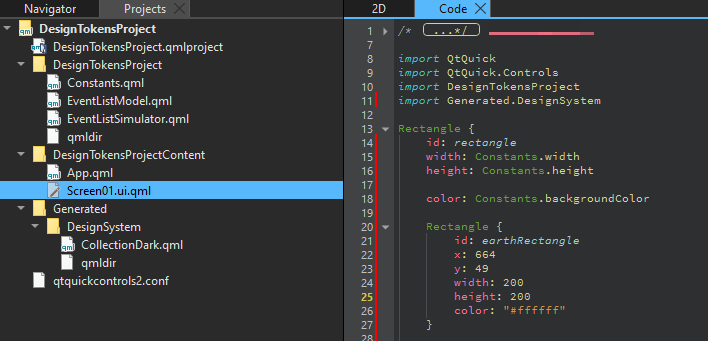 Navigator
Projects
DesignTokensProject
DesignTokensProject.qmlproject
DesignTokensProject
Constants.qml
EventListModel.qml
EventListSimulator.qml
qmldir
DesignTokensProjectContent
App.qml
Screen01.ui.qml
Generated
DesignSystem
CollectionDark.qml
qmldir
qtquickcontrols2.conf
2D
Code
1 /* ...*/
7
8 import QtQuick
9 import QtQuick.Controls
10 import DesignTokensProject
11 import Generated.DesignSystem
12
13 Rectangle {
14 id: rectangle
15 width: Constants.width
16 height: Constants.height
17
18 color: Constants.backgroundColor
19
20 Rectangle {
21 id: earthRectangle
22 x: 664
23 y: 49
24 width: 200
25 height: 200
26 color: "#ffffff"
27 }
28